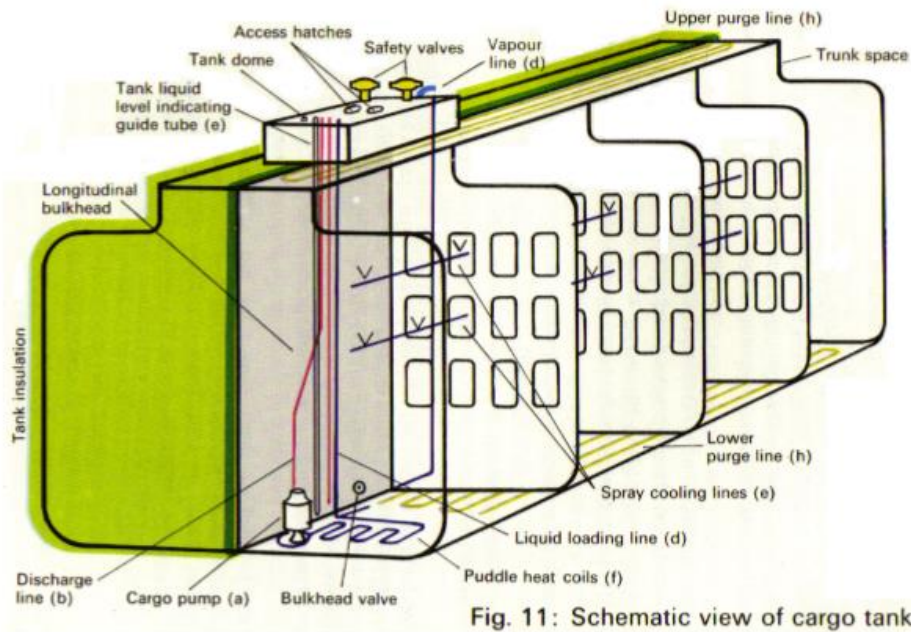 Access hatches
Tank dome
Tank liquid
level indicating
guide tube (e)
Safety valves
Vapour
line (d)
Upper purge line (h)
Trunk space
Longitudinal
bulkhead
Tank insulation
Lower
purge line (h)
Spray cooling lines (e)
Liquid loading line (d)
Puddle heat coils (f)
Discharge
line (b)
Cargo pump (a)
Bulkhead valve
Fig. 11: Schematic view of cargo tank